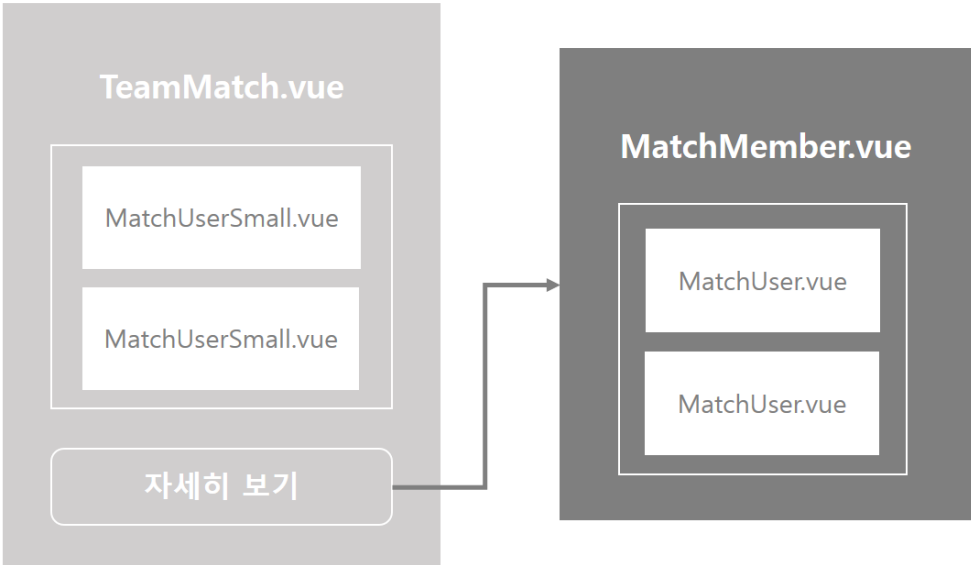 TeamMatch.vue
MatchUserSmall.vue
MatchUserSmall.vue
자세히 보기
MatchMember.vue
MatchUser.vue
MatchUser.vue